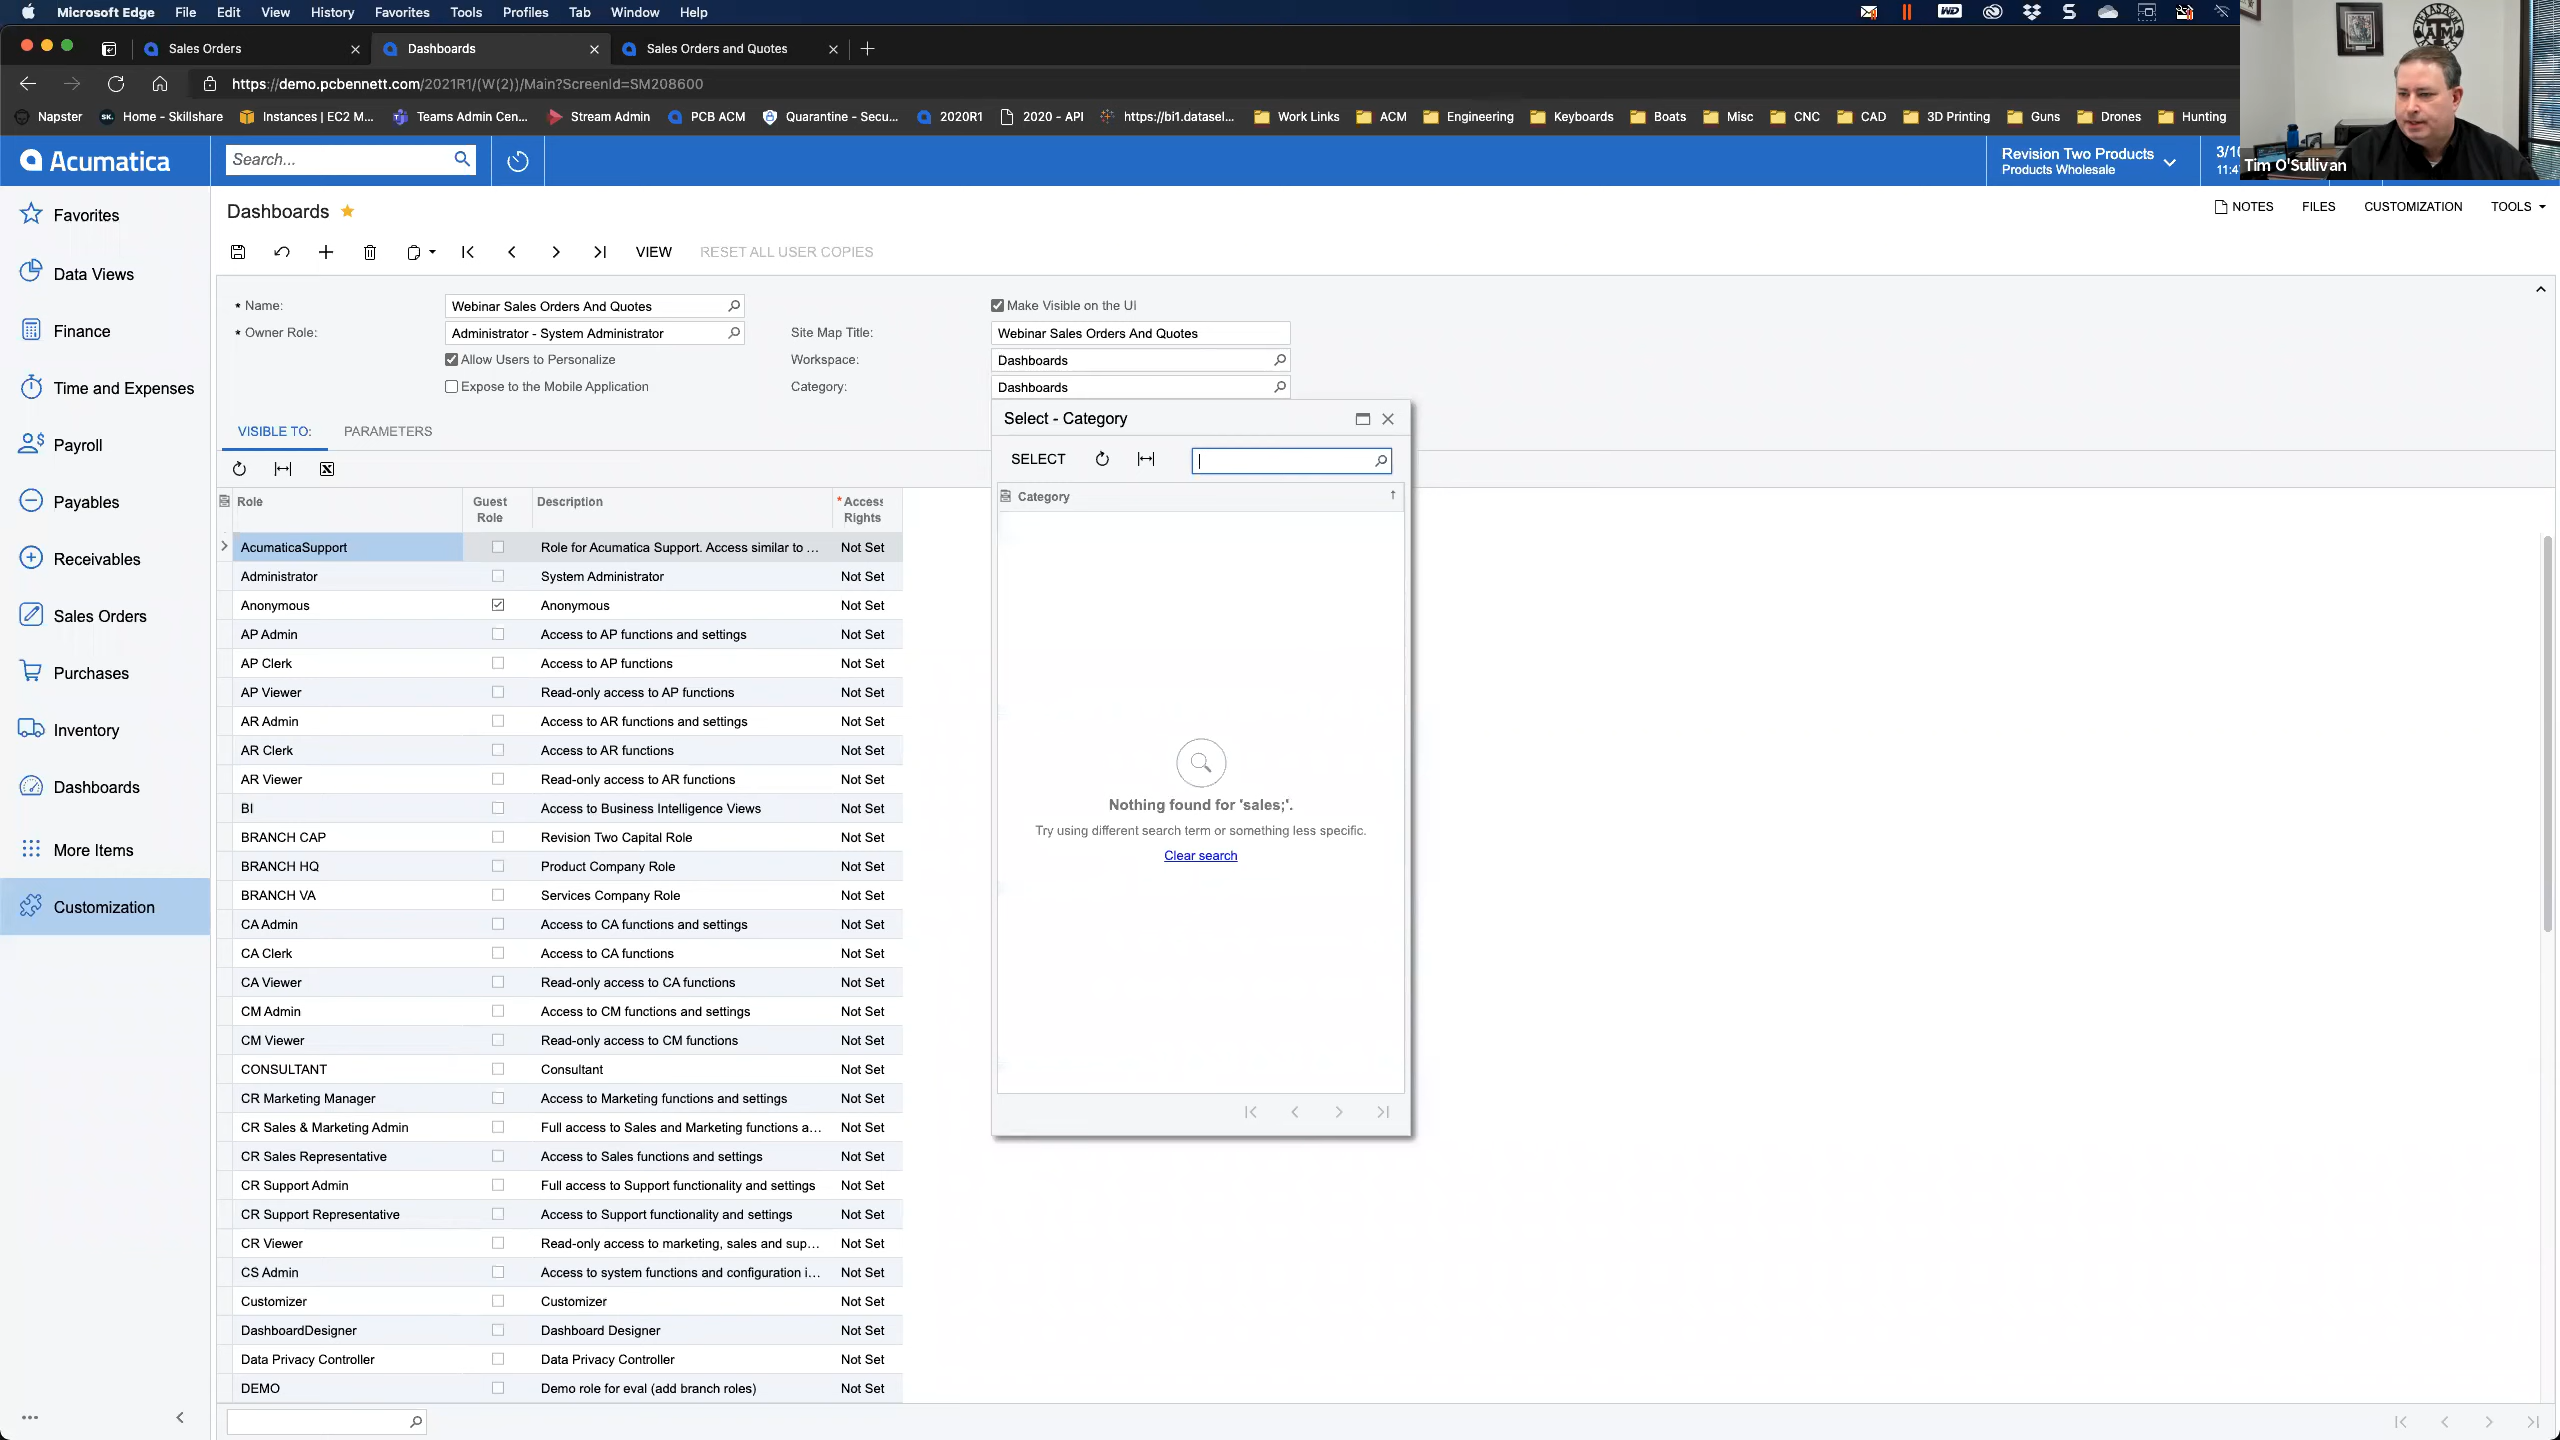 Microsoft Edge File Edit View History Favorites Tools Profiles Tab Window Help
WD
Sales Orders Dashboards Sales Orders and Quotes
https://demo.pcbennett.com/2021R1/(W(2))/Main?ScreenId=SM208600
Napster Home - Skillshare Instances | EC2 M... Teams Admin Cen... Stream Admin PCB ACM Quarantine - Secu... 2020R1 2020 - API https://bi1.datasel... Work Links ACM Engineering Keyboards Boats Misc CNC CAD 3D Printing Guns Drones Hunting
Acumatica
Search...
Revision Two Products
Products Wholesale
3/10
11:4
Tim O'Sullivan
Favorites
Data Views
Finance
Time and Expenses
Payroll
Payables
Receivables
Sales Orders
Purchases
Inventory
Dashboards
More Items
Customization
Dashboards
NOTES FILES CUSTOMIZATION TOOLS
VIEW RESET ALL USER COPIES
* Name: Webinar Sales Orders And Quotes
Make Visible on the UI
* Owner Role: Administrator - System Administrator
Site Map Title: Webinar Sales Orders And Quotes
Allow Users to Personalize
Workspace: Dashboards
Expose to the Mobile Application
Category: Dashboards
VISIBLE TO: PARAMETERS
Role Guest Role Description * Access Rights
AcumaticaSupport Role for Acumatica Support. Access similar to ... Not Set
Administrator System Administrator Not Set
Anonymous Anonymous Not Set
AP Admin Access to AP functions and settings Not Set
AP Clerk Access to AP functions Not Set
AP Viewer Read-only access to AP functions Not Set
AR Admin Access to AR functions and settings Not Set
AR Clerk Access to AR functions Not Set
AR Viewer Read-only access to AR functions Not Set
BI Access to Business Intelligence Views Not Set
BRANCH CAP Revision Two Capital Role Not Set
BRANCH HQ Product Company Role Not Set
BRANCH VA Services Company Role Not Set
CA Admin Access to CA functions and settings Not Set
CA Clerk Access to CA functions Not Set
CA Viewer Read-only access to CA functions Not Set
CM Admin Access to CM functions and settings Not Set
CM Viewer Read-only access to CM functions Not Set
CONSULTANT Consultant Not Set
CR Marketing Manager Access to Marketing functions and settings Not Set
CR Sales & Marketing Admin Full access to Sales and Marketing functions a... Not Set
CR Sales Representative Access to Sales functions and settings Not Set
CR Support Admin Full access to Support functionality and settings Not Set
CR Support Representative Access to Support functionality and settings Not Set
CR Viewer Read-only access to marketing, sales and sup... Not Set
CS Admin Access to system functions and configuration i... Not Set
Customizer Customizer Not Set
DashboardDesigner Dashboard Designer Not Set
Data Privacy Controller Data Privacy Controller Not Set
DEMO Demo role for eval (add branch roles) Not Set
Select - Category
SELECT
Category
Nothing found for 'sales;'.
Try using different search term or something less specific.
Clear search